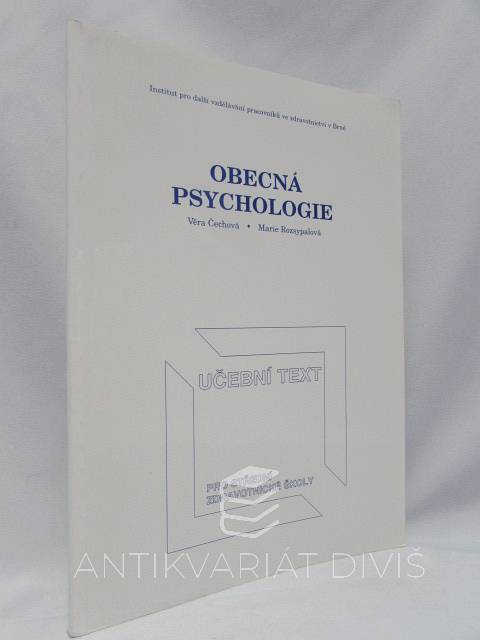 Institut pro další vzdělávání pracovníků ve zdravotnictví v Brně
OBECNÁ
PSYCHOLOGIE
Věra Čechová • Marie Rozsypalová
UČEBNÍ TEXT
PRO STŘEDNÍ
ZDRAVOTNICKÉ ŠKOLY
ANTIKVARIÁT DIVIŠ